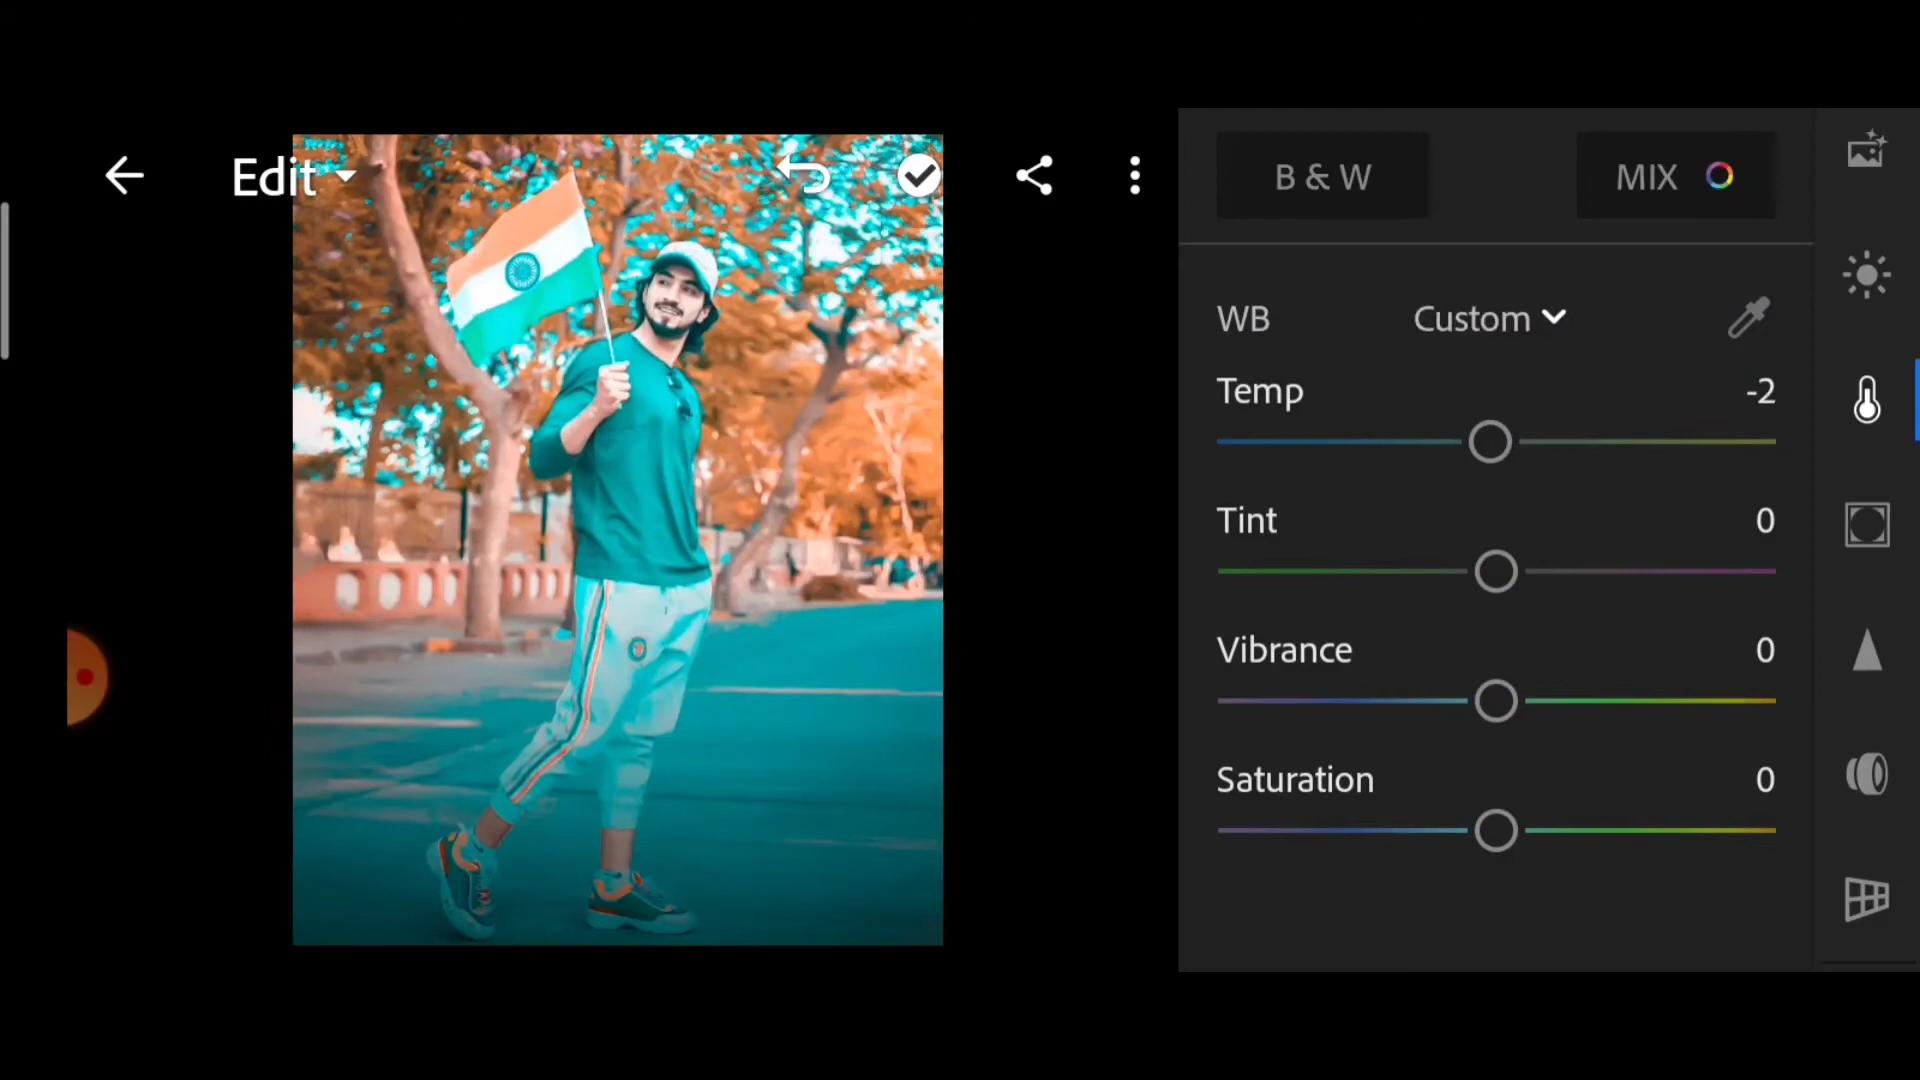 Edit
B & W
MIX
WB Custom
Temp -2
Tint 0
Vibrance 0
Saturation 0